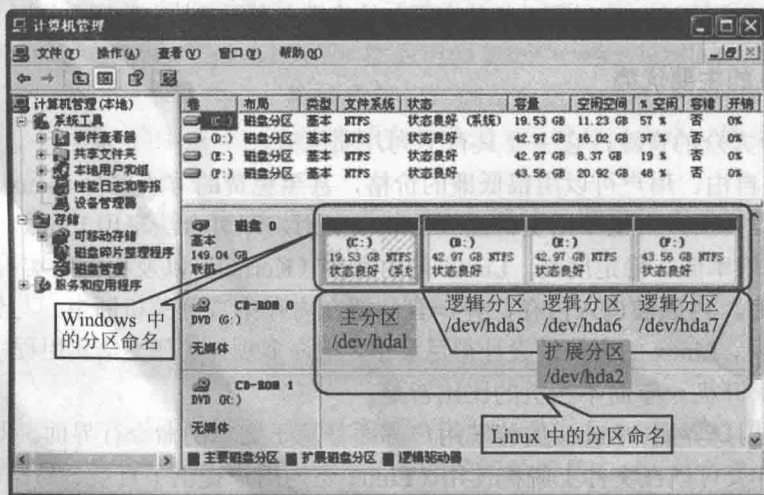 计算机管理
文件(F) 操作(A) 查看(V) 窗口(W) 帮助(H)
计算机管理(本地)
系统工具
事件查看器
共享文件夹
本地用户和组
性能日志和警报
设备管理器
存储
可移动存储
磁盘碎片整理程序
磁盘管理
服务和应用程序
卷 布局 类型 文件系统 状态 容量 空闲空间 % 空闲 容错 开销
(C:) 磁盘分区 基本 NTFS 状态良好 (系统) 19.53 GB 11.23 GB 57 % 否 0%
(D:) 磁盘分区 基本 NTFS 状态良好 42.97 GB 16.02 GB 否 0%
(E:) 磁盘分区 基本 NTFS 状态良好 42.97 GB 8.37 GB 19 % 否 0%
(F:) 磁盘分区 基本 NTFS 状态良好 43.56 GB 20.92 GB 48 % 否 0%
磁盘 0
基本
149.04 GB
联机
(C:)
19.53 GB NTFS
状态良好 (系统
(D:)
42.97 GB NTFS
状态良好
(E:)
42.97 GB NTFS
状态良好
(F:)
43.56 GB NTFS
状态良好
Windows 中
的分区命名
CD-ROM 0
DVD (G:)
无媒体
主分区
/dev/hda1
逻辑分区
/dev/hda5
逻辑分区
/dev/hda6
逻辑分区
/dev/hda7
扩展分区
/dev/hda2
CD-ROM 1
DVD (H:)
无媒体
Linux 中的分区命名
主要磁盘分区 扩展磁盘分区 逻辑驱动器